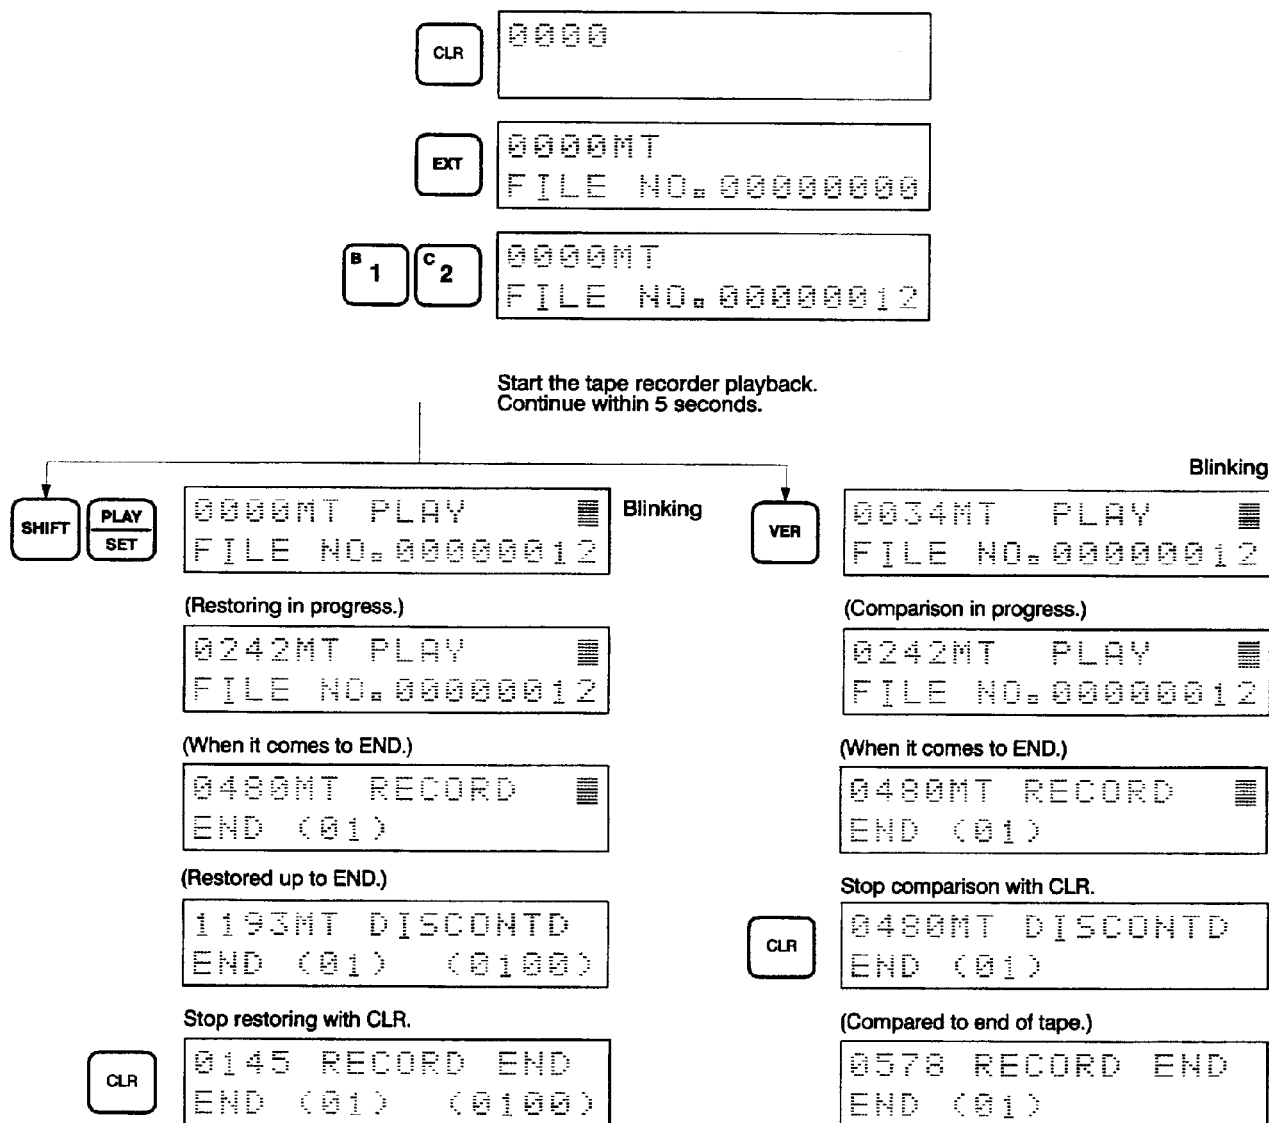 CLR
0000
EXT
0000MT
FILE NO.00000000
B 1 C 2
0000MT
FILE NO.00000012
Start the tape recorder playback.
Continue within 5 seconds.
SHIFT PLAY SET
0000MT PLAY
FILE NO.00000012
Blinking
(Restoring in progress.)
0242MT PLAY
FILE NO.00000012
(When it comes to END.)
0480MT RECORD
END (01)
(Restored up to END.)
1193MT DISCONTD
END (01) (0100)
Stop restoring with CLR.
CLR
0145 RECORD END
END (01) (0100)
Blinking
VER
0034MT PLAY
FILE NO.00000012
(Comparison in progress.)
0242MT PLAY
FILE NO.00000012
(When it comes to END.)
0480MT RECORD
END (01)
Stop comparison with CLR.
CLR
0480MT DISCONTD
END (01)
(Compared to end of tape.)
0578 RECORD END
END (01)